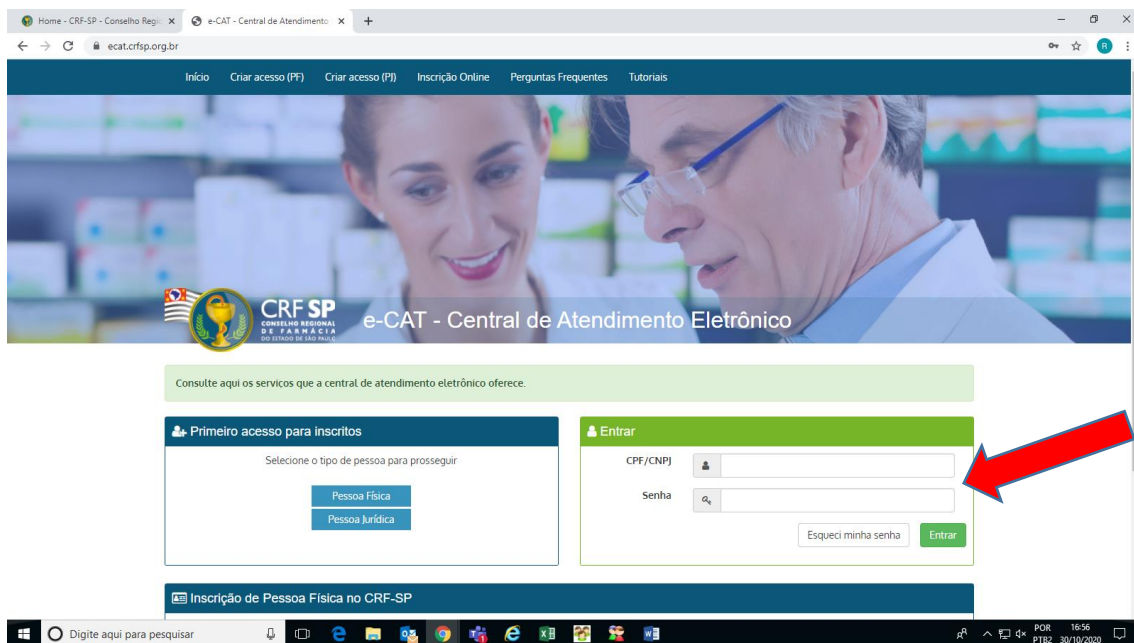 Home - CRF-SP - Conselho Regic
e-CAT - Central de Atendimento
ecat.crfsp.org.br
R
Início Criar acesso (PF) Criar acesso (PJ) Inscrição Online Perguntas Frequentes Tutoriais
CRF SP
CONSELHO REGIONAL
DE FARMÁCIA
DO ESTADO DE SÃO PAULO
e-CAT - Central de Atendimento Eletrônico
Consulte aqui os serviços que a central de atendimento eletrônico oferece.
Primeiro acesso para inscritos
Selecione o tipo de pessoa para prosseguir
Pessoa Física
Pessoa Jurídica
Entrar
CPF/CNPJ
Senha
Esqueci minha senha Entrar
Inscrição de Pessoa Física no CRF-SP
Digite aqui para pesquisar
POR 16:56
PTB2 30/10/2020